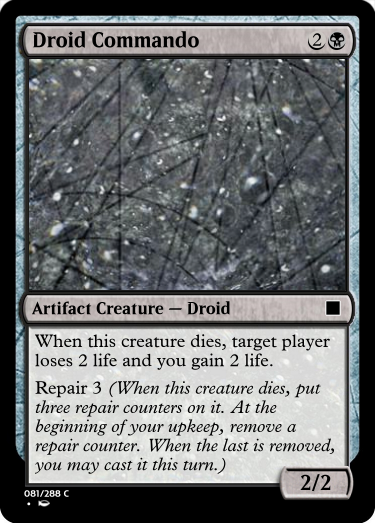 Droid Commando 2
Artifact Creature — Droid
When this creature dies, target player
loses 2 life and you gain 2 life.
Repair 3 (When this creature dies, put
three repair counters on it. At the
beginning of your upkeep, remove a
repair counter. When the last is removed,
you may cast it this turn.)
2/2
081/288 C